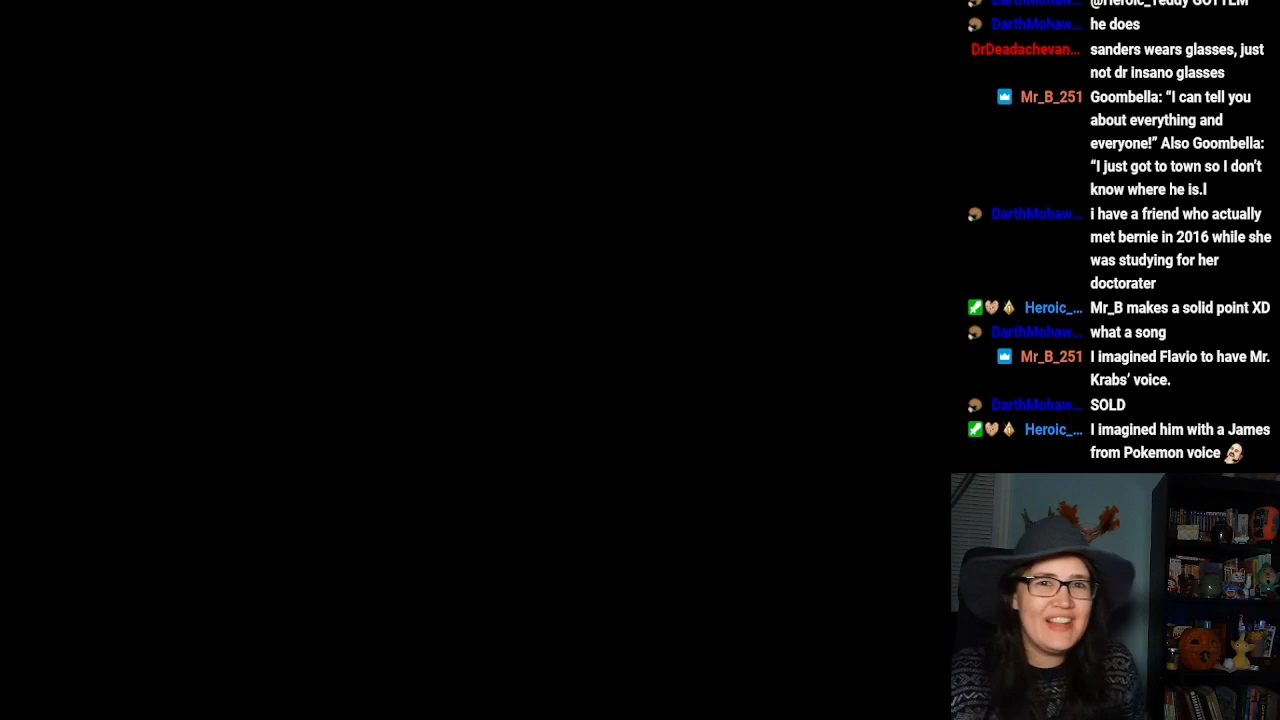 DarthMohaw... @Heroic_Teddy GOTTEM
DarthMohaw... he does
DrDeadachevan... sanders wears glasses, just
not dr insano glasses
Mr_B_251 Goombella: “I can tell you
about everything and
everyone!” Also Goombella:
“I just got to town so I don’t
know where he is.I
DarthMohaw... i have a friend who actually
met bernie in 2016 while she
was studying for her
doctorater
Heroic_... Mr_B makes a solid point XD
DarthMohaw... what a song
Mr_B_251 I imagined Flavio to have Mr.
Krabs’ voice.
DarthMohaw... SOLD
Heroic_... I imagined him with a James
from Pokemon voice